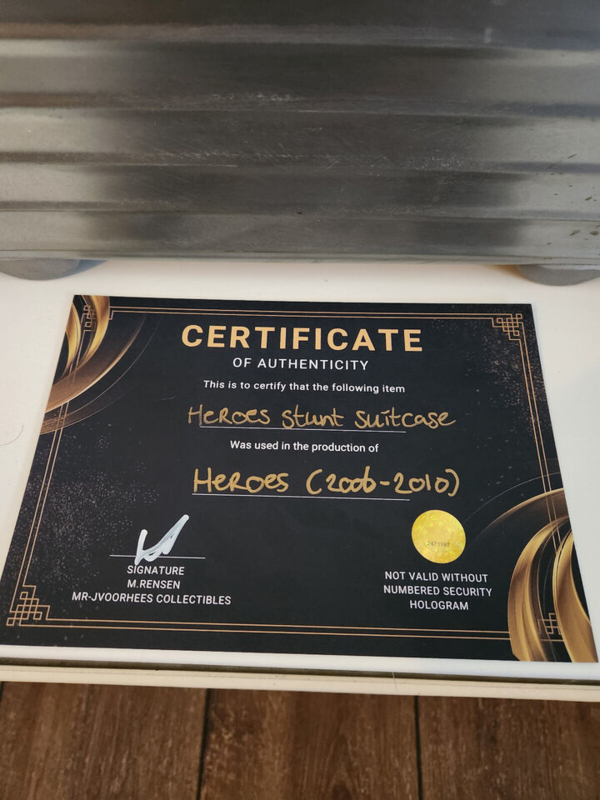 CERTIFICATE
OF AUTHENTICITY
This is to certify that the following item
HeRoes stunt suitcase
Was used in the production of
HeRoes (2006-2010)
SIGNATURE
M.RENSEN
MR-JVOORHEES COLLECTIBLES
NOT VALID WITHOUT
NUMBERED SECURITY
HOLOGRAM